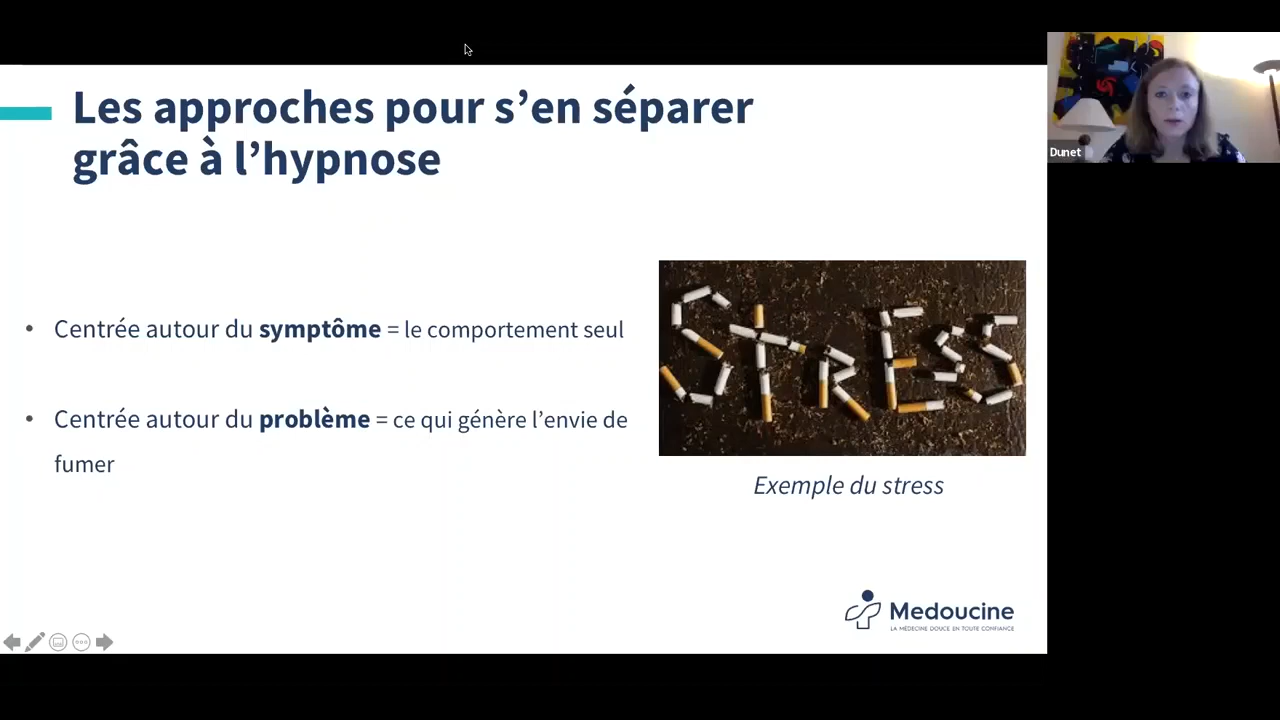 Les approches pour s’en séparer
grâce à l’hypnose
• Centrée autour du symptôme = le comportement seul
• Centrée autour du problème = ce qui génère l’envie de
fumer
STRESS
Exemple du stress
Medoucine
LA MÉDECINE DOUCE EN TOUTE CONFIANCE
Dunet